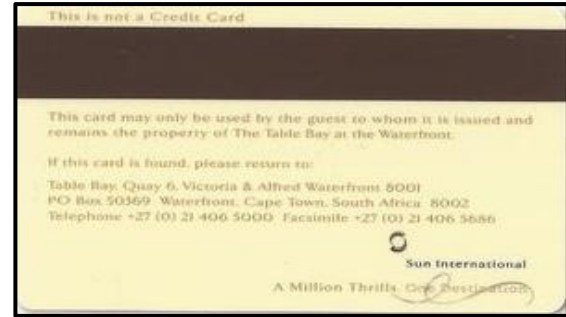 This is not a Credit Card
This card may only be used by the guest to whom it is issued and
remains the property of The Table Bay at the Waterfront.
If this card is found, please return to:
Table Bay, Quay 6, Victoria & Alfred Waterfront 8001
PO Box 50369 Waterfront, Cape Town, South Africa 8002
Telephone +27 (0) 21 406 5000 Facsimile +27 (0) 21 406 5686
Sun International
A Million Thrills. One Destination.